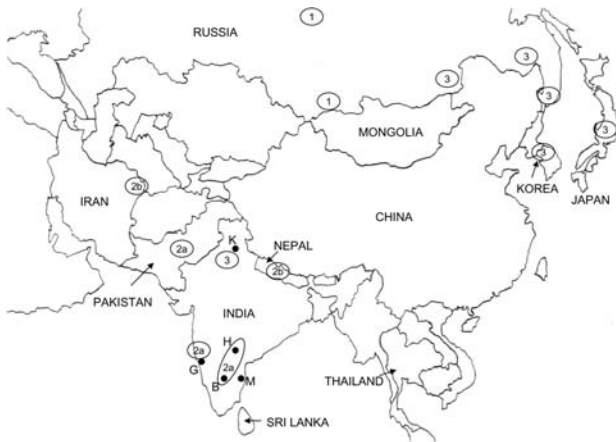 1
RUSSIA
3
3
1
3
MONGOLIA
3
3
KOREA
JAPAN
IRAN
2b
CHINA
K
NEPAL
2a
3
2b
PAKISTAN
INDIA
H
2a
G
2a
B
M
THAILAND
SRI LANKA